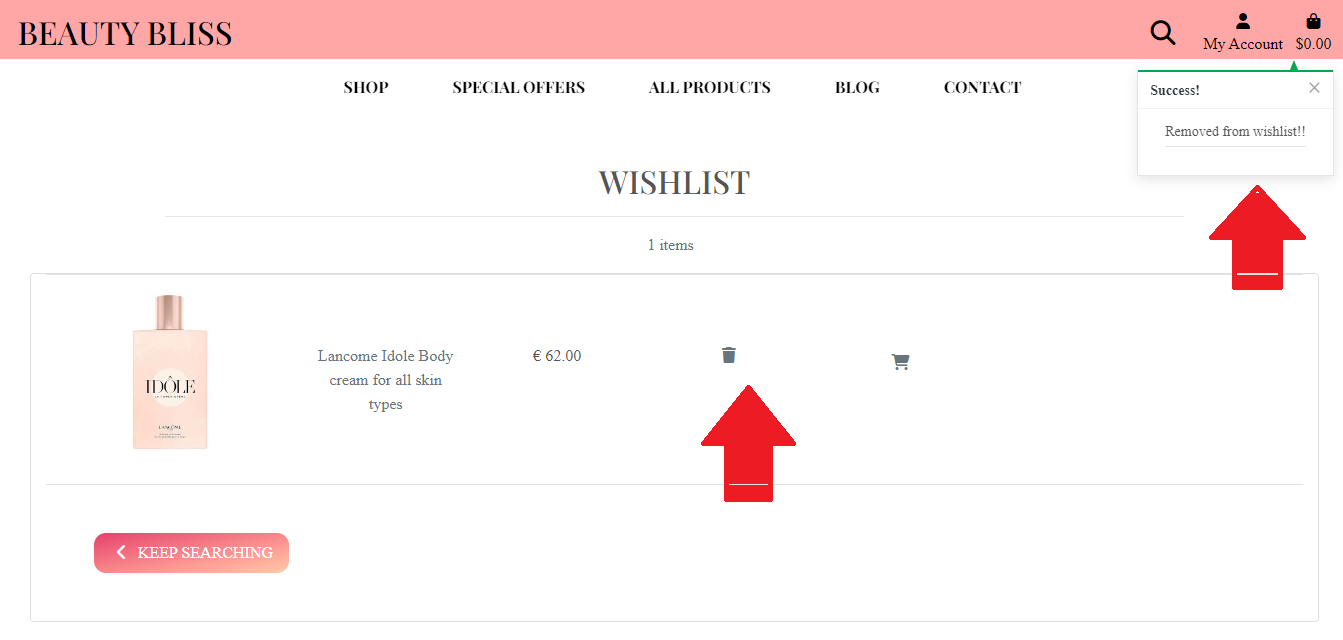 BEAUTY BLISS
My Account
$0.00
SHOP
SPECIAL OFFERS
ALL PRODUCTS
BLOG
CONTACT
Success!
Removed from wishlist!!
WISHLIST
1 items
IDÔLE
LANCÔME
Lancome Idole Body
cream for all skin
types
€ 62.00
KEEP SEARCHING